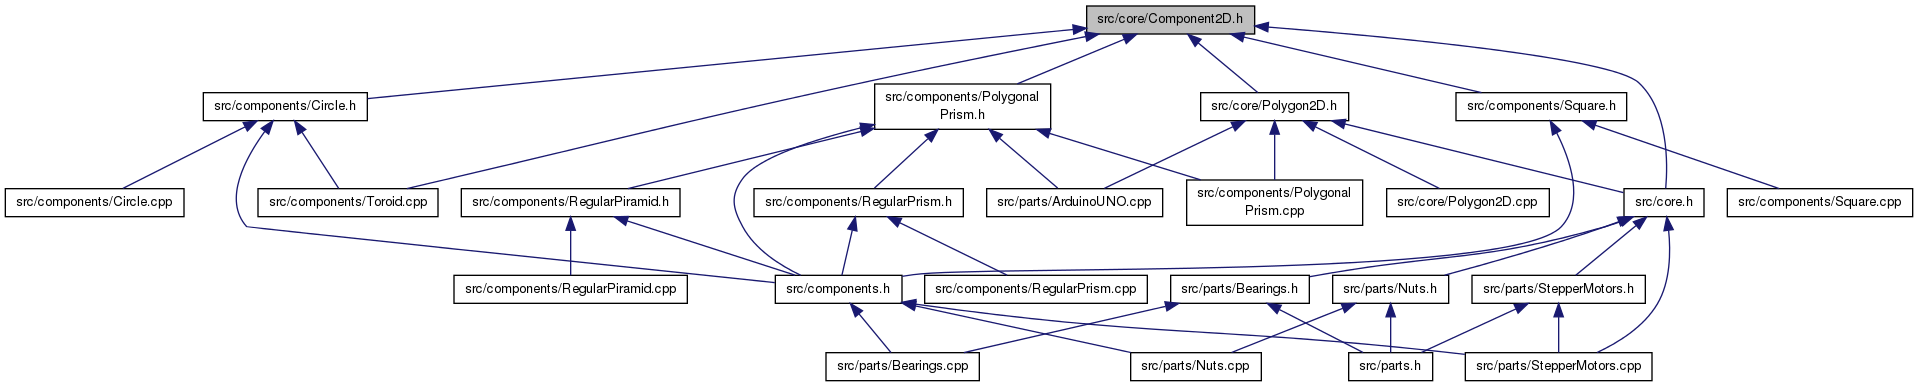 src/core/Component2D.h
src/components/Circle.h
src/components/Polygonal
Prism.h
src/core/Polygon2D.h
src/components/Square.h
src/components/Circle.cpp
src/components/Toroid.cpp
src/components/RegularPiramid.h
src/components/RegularPrism.h
src/parts/ArduinoUNO.cpp
src/components/Polygonal
Prism.cpp
src/core/Polygon2D.cpp
src/core.h
src/components/Square.cpp
src/components/RegularPiramid.cpp
src/components.h
src/components/RegularPrism.cpp
src/parts/Bearings.h
src/parts/Nuts.h
src/parts/StepperMotors.h
src/parts/Bearings.cpp
src/parts/Nuts.cpp
src/parts.h
src/parts/StepperMotors.cpp